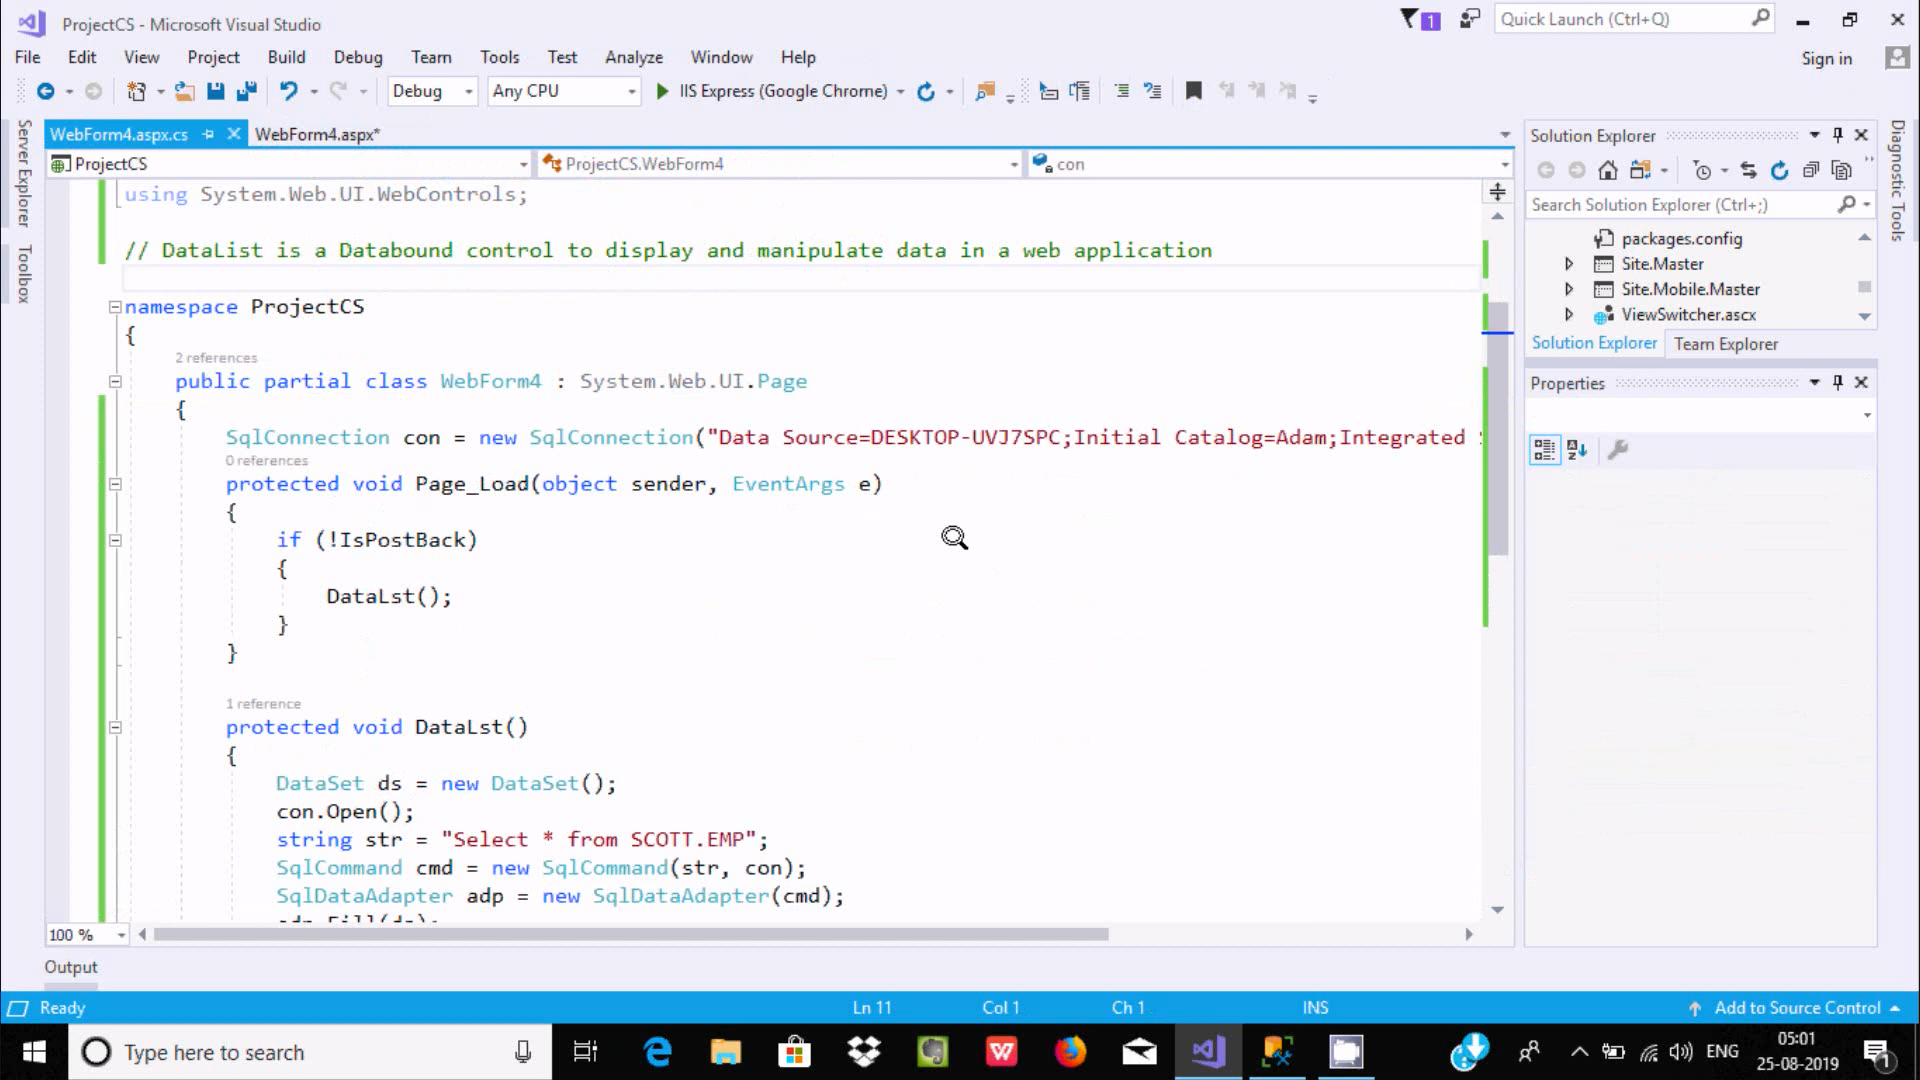 ProjectCS - Microsoft Visual Studio
1
Quick Launch (Ctrl+Q)
File Edit View Project Build Debug Team Tools Test Analyze Window Help
Sign in
Debug Any CPU IIS Express (Google Chrome)
Server Explorer
Toolbox
WebForm4.aspx.cs WebForm4.aspx*
ProjectCS ProjectCS.WebForm4 con
using System.Web.UI.WebControls;
// DataList is a Databound control to display and manipulate data in a web application
namespace ProjectCS
{
2 references
public partial class WebForm4 : System.Web.UI.Page
{
SqlConnection con = new SqlConnection("Data Source=DESKTOP-UVJ7SPC;Initial Catalog=Adam;Integrated
0 references
protected void Page_Load(object sender, EventArgs e)
{
if (!IsPostBack)
{
DataLst();
}
}
1 reference
protected void DataLst()
{
DataSet ds = new DataSet();
con.Open();
string str = "Select * from SCOTT.EMP";
SqlCommand cmd = new SqlCommand(str, con);
SqlDataAdapter adp = new SqlDataAdapter(cmd);
adp.Fill(ds);
100 %
Output
Solution Explorer
Search Solution Explorer (Ctrl+;)
packages.config
Site.Master
Site.Mobile.Master
ViewSwitcher.ascx
Solution Explorer Team Explorer
Properties
Diagnostic Tools
Ready Ln 11 Col 1 Ch 1 INS Add to Source Control
Type here to search
ENG
05:01
25-08-2019
1